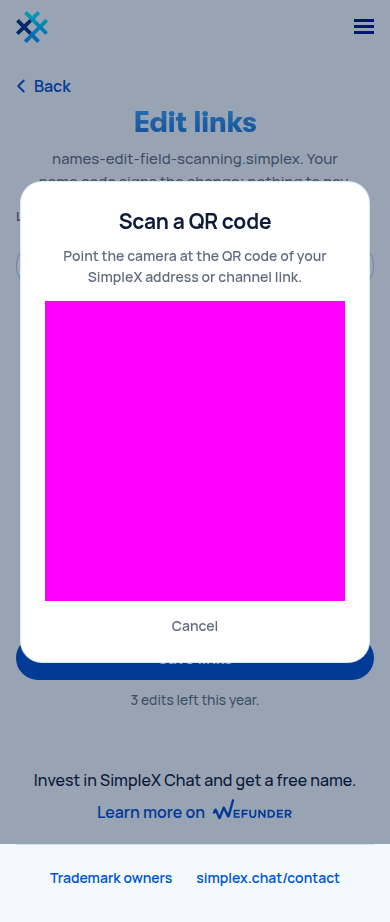 Back
Edit links
names-edit-field-scanning.simplex. Your
Scan a QR code
Point the camera at the QR code of your
SimpleX address or channel link.
Cancel
3 edits left this year.
Invest in SimpleX Chat and get a free name.
Learn more on WEFUNDER
Trademark owners simplex.chat/contact